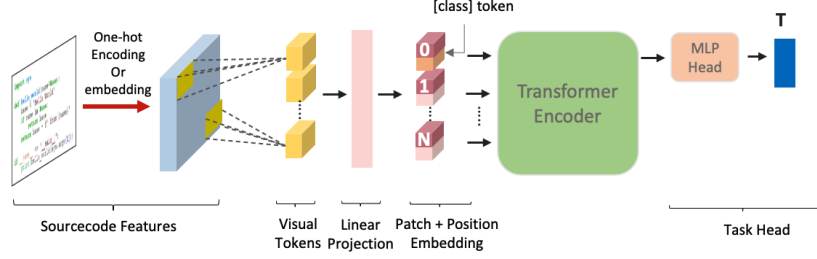 [class] token
T
One-hot
Encoding
Or
embedding
0
1
N
Transformer
Encoder
MLP
Head
Sourcecode Features
Visual
Tokens
Linear
Projection
Patch + Position
Embedding
Task Head